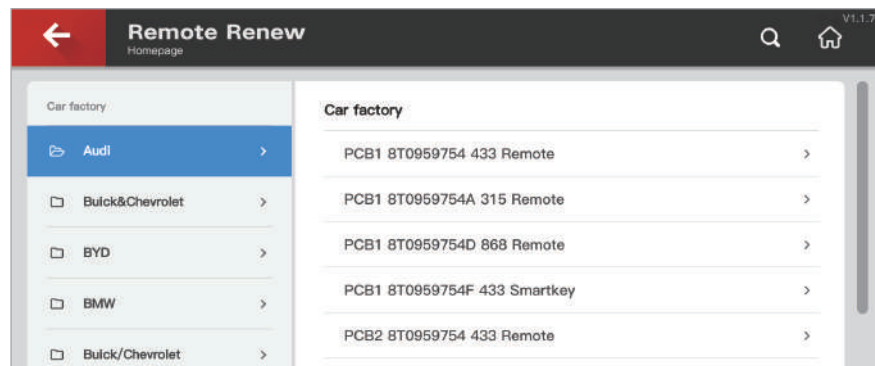 Remote Renew
V1.1.7
Homepage
Car factory
Audi
Buick&Chevrolet
BYD
BMW
Buick/Chevrolet
Car factory
PCB1 8T0959754 433 Remote
PCB1 8T0959754A 315 Remote
PCB1 8T0959754D 868 Remote
PCB1 8T0959754F 433 Smartkey
PCB2 8T0959754 433 Remote